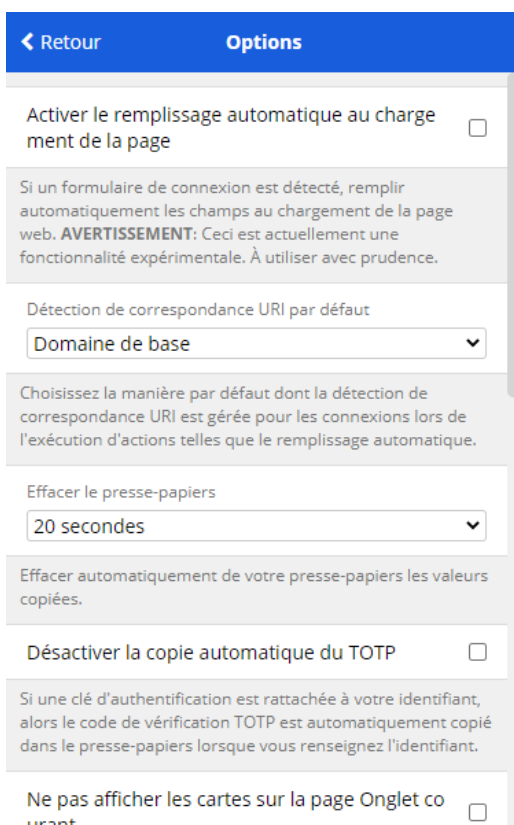 Retour
Options
Activer le remplissage automatique au charge
ment de la page
Si un formulaire de connexion est détecté, remplir
automatiquement les champs au chargement de la page
web. AVERTISSEMENT: Ceci est actuellement une
fonctionnalité expérimentale. À utiliser avec prudence.
Détection de correspondance URI par défaut
Domaine de base
Choisissez la manière par défaut dont la détection de
correspondance URI est gérée pour les connexions lors de
l'exécution d'actions telles que le remplissage automatique.
Effacer le presse-papiers
20 secondes
Effacer automatiquement de votre presse-papiers les valeurs
copiées.
Désactiver la copie automatique du TOTP
Si une clé d'authentification est rattachée à votre identifiant,
alors le code de vérification TOTP est automatiquement copié
dans le presse-papiers lorsque vous renseignez l'identifiant.
Ne pas afficher les cartes sur la page Onglet co
urant